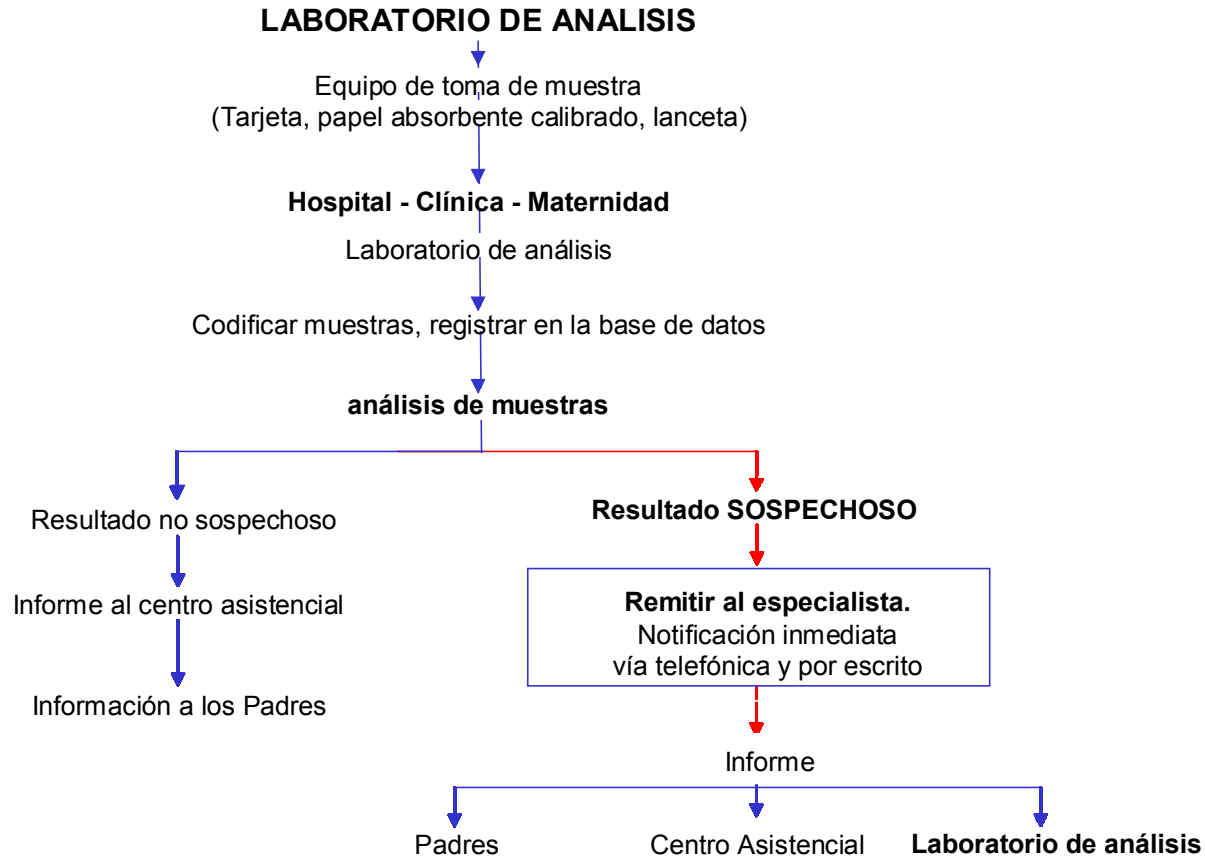 LABORATORIO DE ANALISIS
Equipo de toma de muestra
(Tarjeta, papel absorbente calibrado, lanceta)
Hospital - Clínica - Maternidad
Laboratorio de análisis
Codificar muestras, registrar en la base de datos
análisis de muestras
Resultado no sospechoso
Informe al centro asistencial
Información a los Padres
Resultado SOSPECHOSO
Remitir al especialista.
Notificación inmediata
vía telefónica y por escrito
Informe
Padres
Centro Asistencial
Laboratorio de análisis